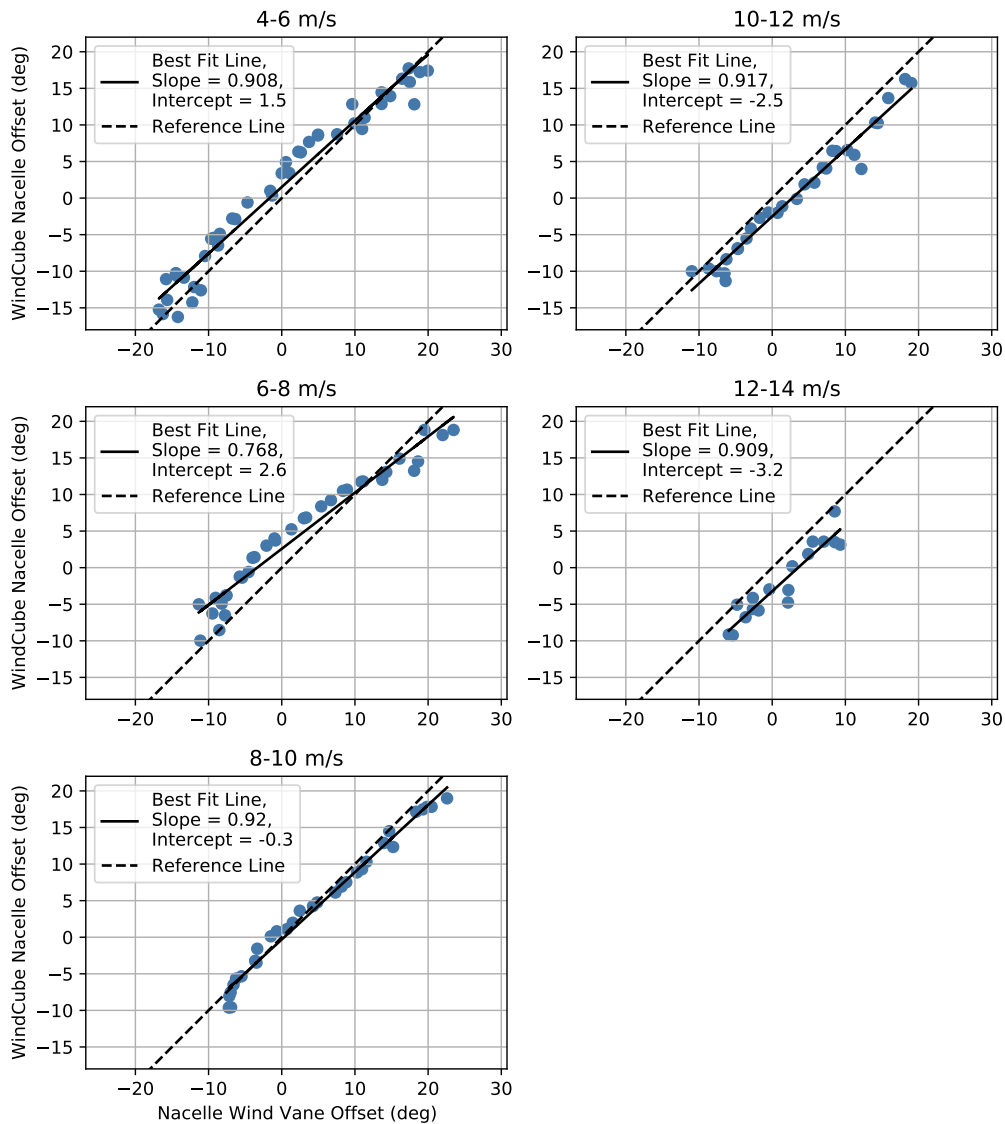 4-6 m/s
WindCube Nacelle Offset (deg)
20
15
10
5
0
−5
−10
−15
Best Fit Line,
Slope = 0.908,
Intercept = 1.5
Reference Line
−20 −10 0 10 20 30
10-12 m/s
20
15
10
5
0
−5
−10
−15
Best Fit Line,
Slope = 0.917,
Intercept = -2.5
Reference Line
−20 −10 0 10 20 30
6-8 m/s
WindCube Nacelle Offset (deg)
20
15
10
5
0
−5
−10
−15
Best Fit Line,
Slope = 0.768,
Intercept = 2.6
Reference Line
−20 −10 0 10 20 30
12-14 m/s
20
15
10
5
0
−5
−10
−15
Best Fit Line,
Slope = 0.909,
Intercept = -3.2
Reference Line
−20 −10 0 10 20 30
8-10 m/s
WindCube Nacelle Offset (deg)
20
15
10
5
0
−5
−10
−15
Best Fit Line,
Slope = 0.92,
Intercept = -0.3
Reference Line
−20 −10 0 10 20 30
Nacelle Wind Vane Offset (deg)